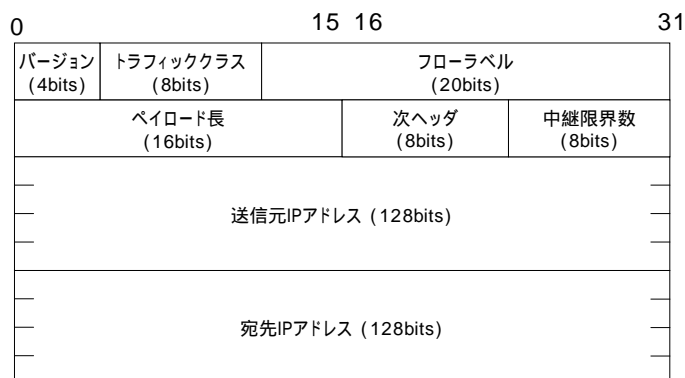 0 15 16 31
バージョン トラフィッククラス フローラベル
(4bits) (8bits) (20bits)
ペイロード長 次ヘッダ 中継限界数
(16bits) (8bits) (8bits)
送信元IPアドレス (128bits)
宛先IPアドレス (128bits)